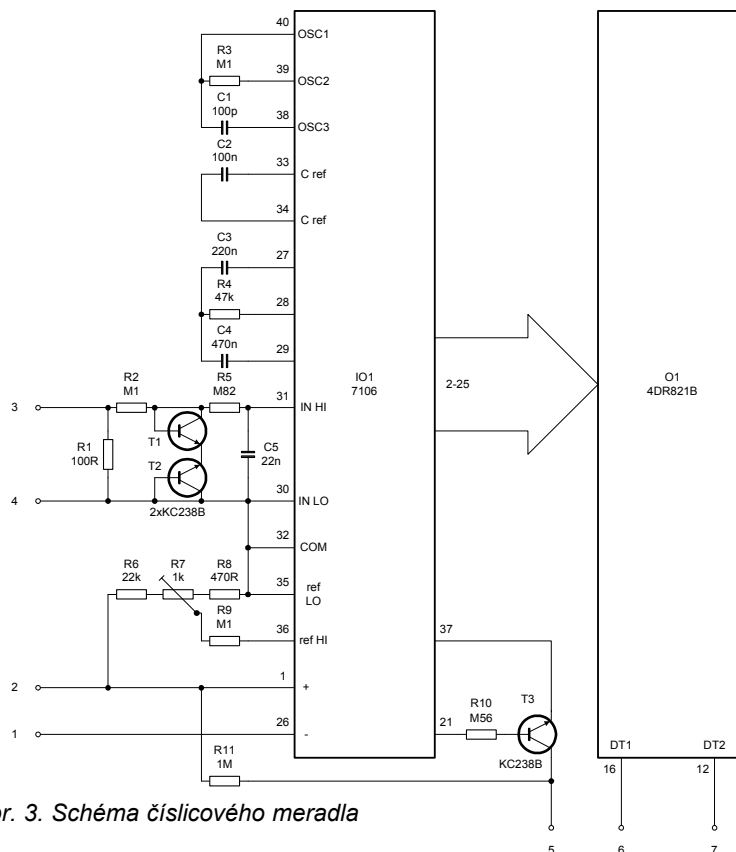 40
OSC1
R3
M1
39
OSC2
C1
100p
38
OSC3
C2
100n
33
C ref
34
C ref
C3
220n
27
R4
47k
28
C4
470n
29
IO1
7106
2-25
O1
4DR821B
R2
M1
R5
M82
31
IN HI
3
R1
100R
T1
T2
C5
22n
4
2xKC238B
30
IN LO
32
COM
R6
22k
R7
1k
R8
470R
35
ref
LO
R9
M1
36
ref HI
37
2
1
+
R10
M56
T3
1
26
-
21
KC238B
R11
1M
DT1
DT2
16
12
r. 3. Schéma číslicového meradla
5
6
7